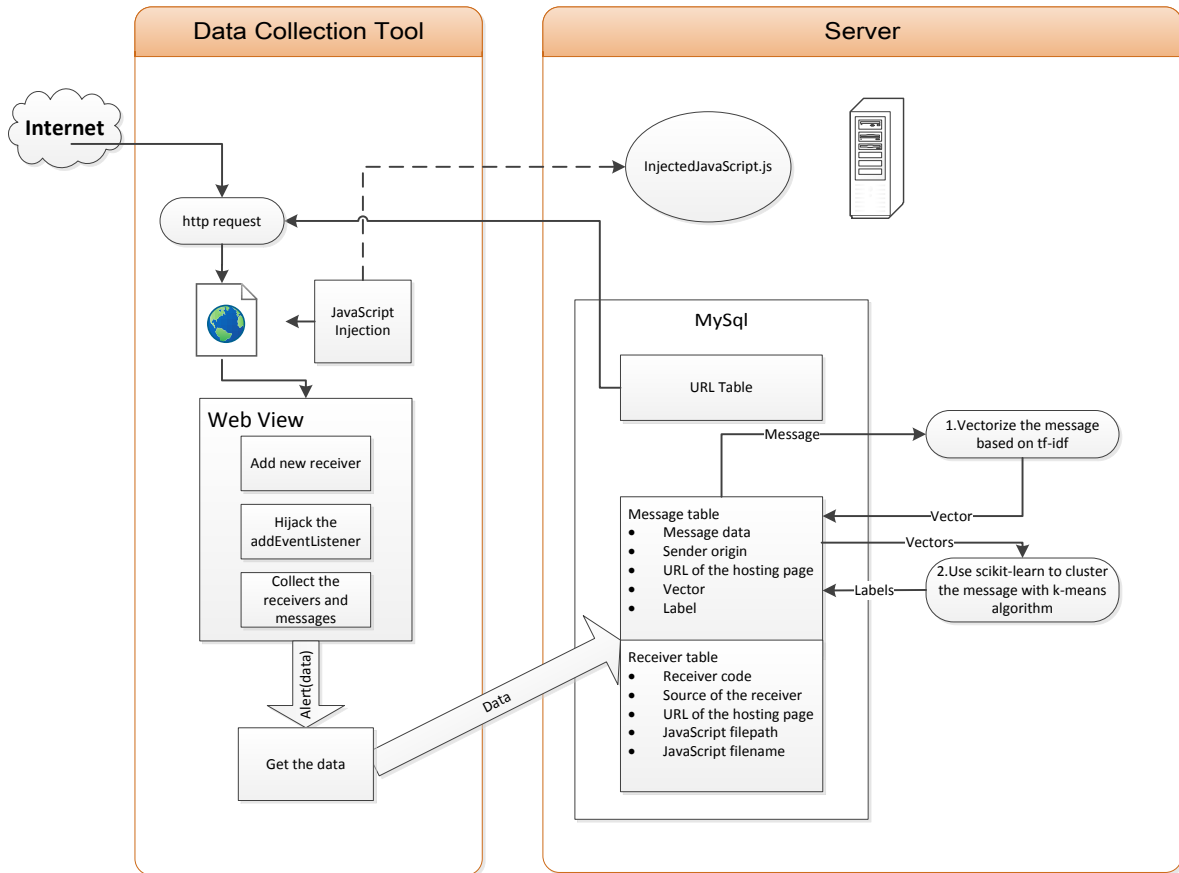 Data Collection Tool
Server
Internet
http request
JavaScript
Injection
Web View
Add new receiver
Hijack the
addEventListener
Collect the
receivers and
messages
Alert(data)
Get the data
Data
InjectedJavaScript.js
MySql
URL Table
Message
1.Vectorize the message
based on tf-idf
Vector
Vectors
2.Use scikit-learn to cluster
the message with k-means
algorithm
Labels
Message table
• Message data
• Sender origin
• URL of the hosting page
• Vector
• Label
Receiver table
• Receiver code
• Source of the receiver
• URL of the hosting page
• JavaScript filepath
• JavaScript filename